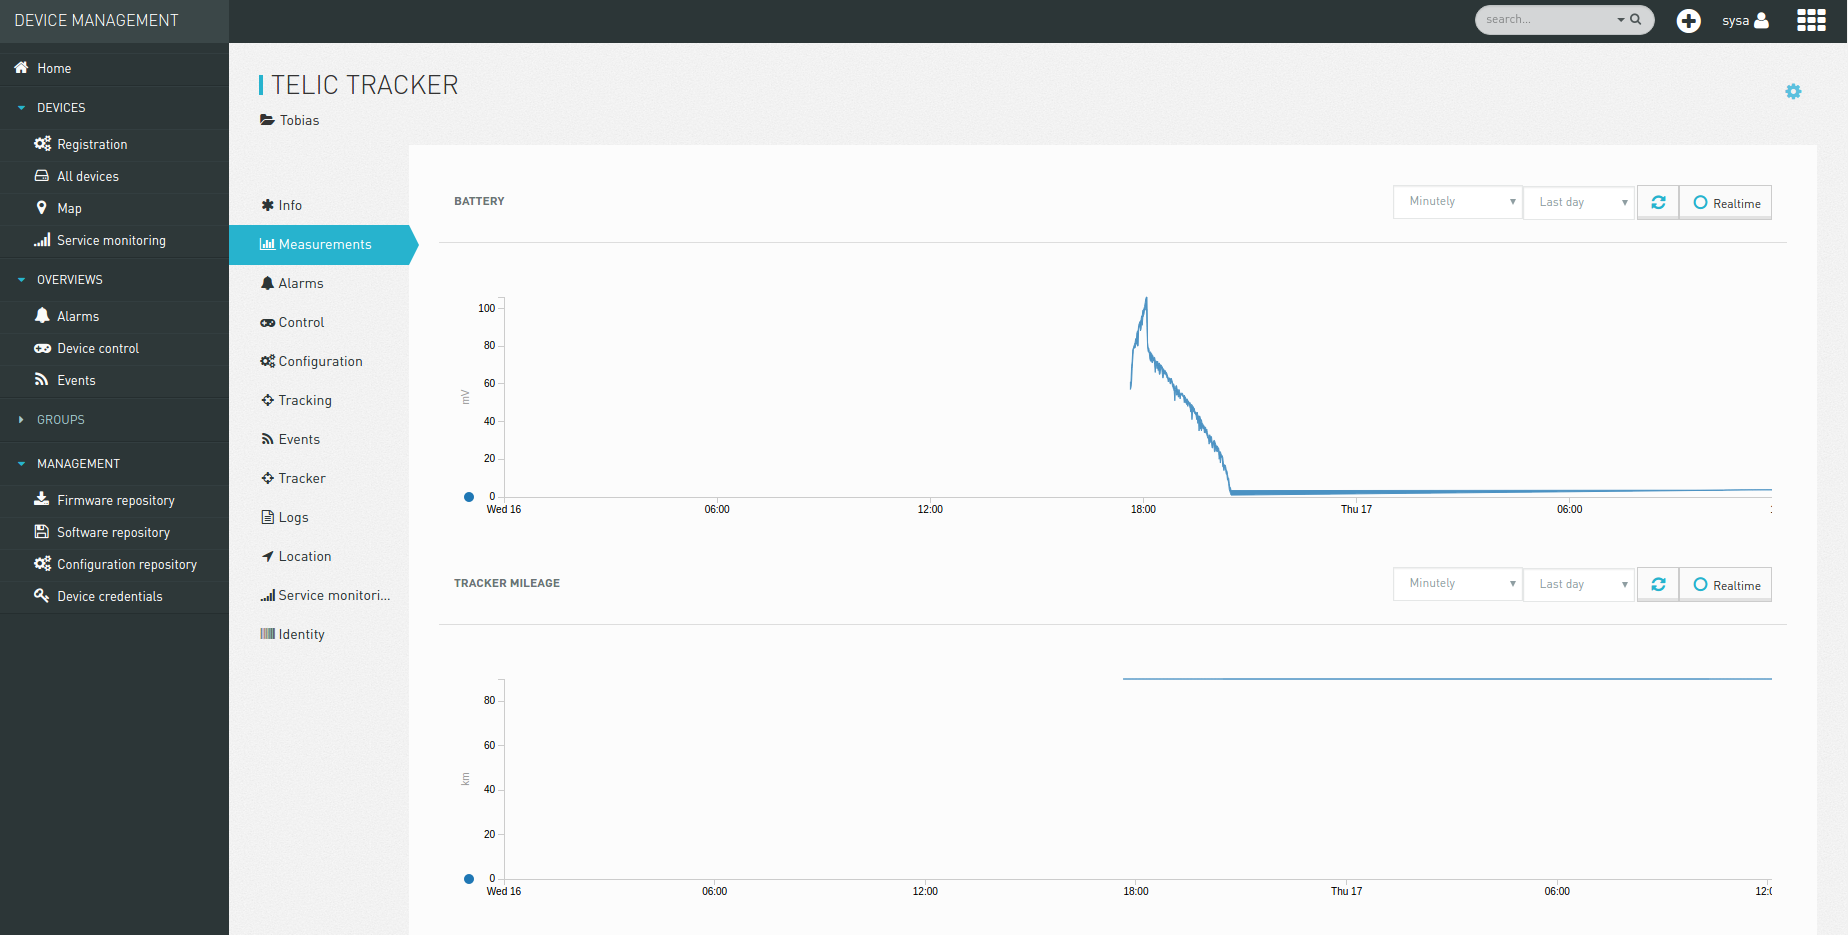 DEVICE MANAGEMENT
search...
sysa
Home
DEVICES
Registration
All devices
Map
Service monitoring
OVERVIEWS
Alarms
Device control
Events
GROUPS
MANAGEMENT
Firmware repository
Software repository
Configuration repository
Device credentials
TELIC TRACKER
Tobias
Info
Measurements
Alarms
Control
Configuration
Tracking
Events
Tracker
Logs
Location
Service monitori...
Identity
BATTERY
Minutely
Last day
Realtime
100
80
60
40
20
0
mV
Wed 16
06:00
12:00
18:00
Thu 17
06:00
TRACKER MILEAGE
Minutely
Last day
Realtime
80
60
40
20
0
km
Wed 16
06:00
12:00
18:00
Thu 17
06:00